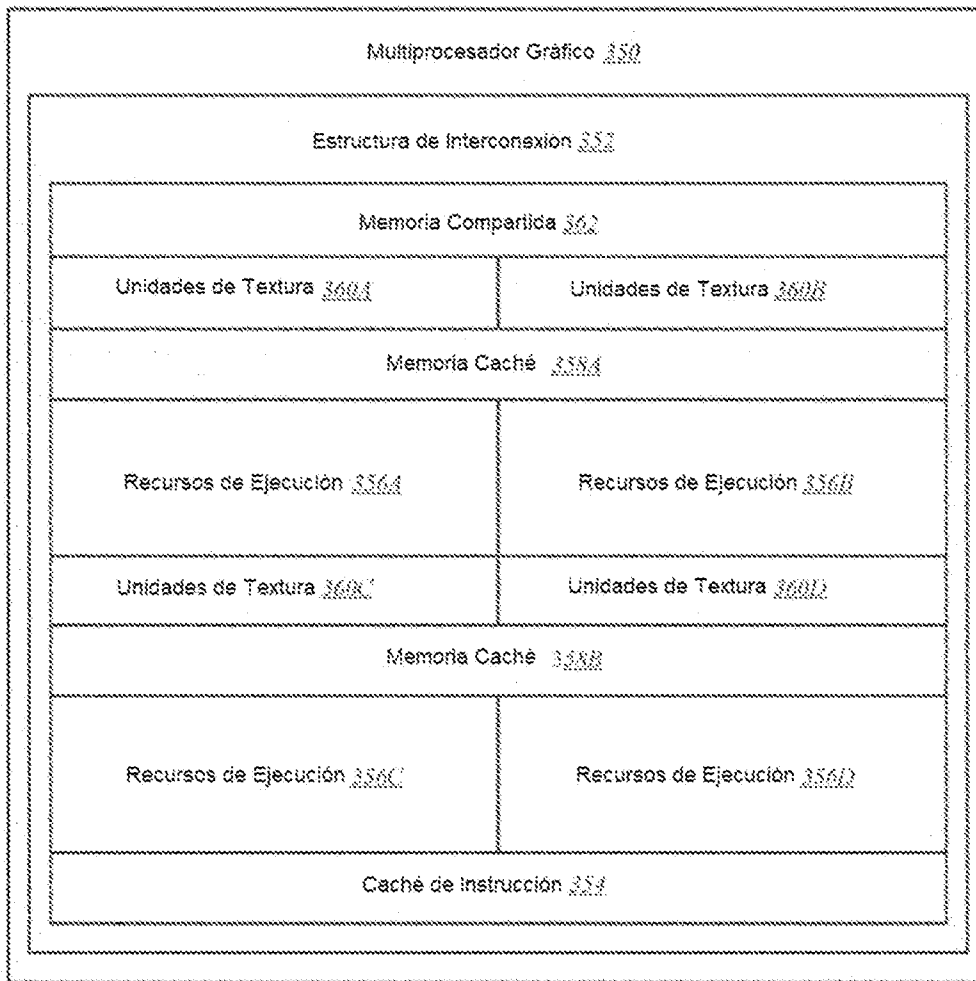 Multiprocesador Gráfico 350
Estructura de Interconexión 352
Memoria Compartida 362
Unidades de Textura 360A
Unidades de Textura 360B
Memoria Caché 358A
Recursos de Ejecución 356A
Recursos de Ejecución 356B
Unidades de Textura 360C
Unidades de Textura 360D
Memoria Caché 358B
Recursos de Ejecución 356C
Recursos de Ejecución 356D
Caché de Instrucción 354